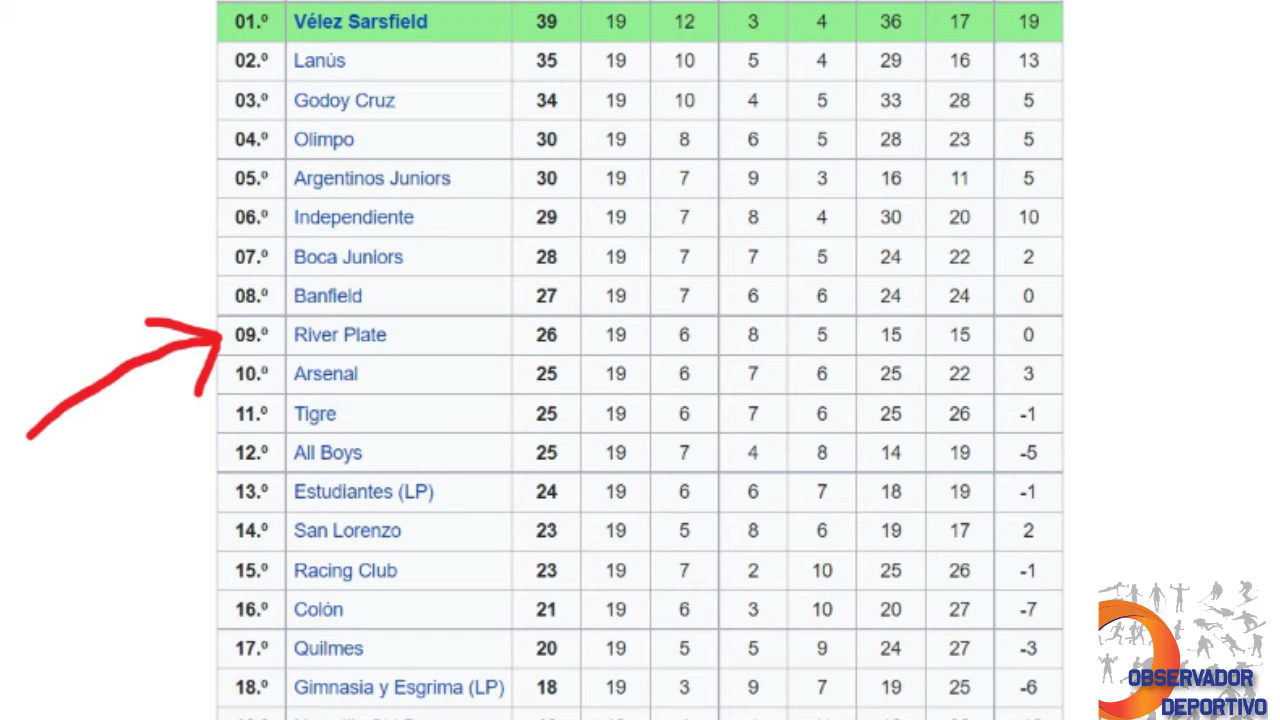 01.º Vélez Sarsfield 39 19 12 3 4 36 17 19
02.º Lanús 35 19 10 5 4 29 16 13
03.º Godoy Cruz 34 19 10 4 5 33 28 5
04.º Olimpo 30 19 8 6 5 28 23 5
05.º Argentinos Juniors 30 19 7 9 3 16 11 5
06.º Independiente 29 19 7 8 4 30 20 10
07.º Boca Juniors 28 19 7 7 5 24 22 2
08.º Banfield 27 19 7 6 6 24 24 0
09.º River Plate 26 19 6 8 5 15 15 0
10.º Arsenal 25 19 6 7 6 25 22 3
11.º Tigre 25 19 6 7 6 25 26 -1
12.º All Boys 25 19 7 4 8 14 19 -5
13.º Estudiantes (LP) 24 19 6 6 7 18 19 -1
14.º San Lorenzo 23 19 5 8 6 19 17 2
15.º Racing Club 23 19 7 2 10 25 26 -1
16.º Colón 21 19 6 3 10 20 27 -7
17.º Quilmes 20 19 5 5 9 24 27 -3
18.º Gimnasia y Esgrima (LP) 18 19 3 9 7 19 25 -6
OBSERVADOR
DEPORTIVO